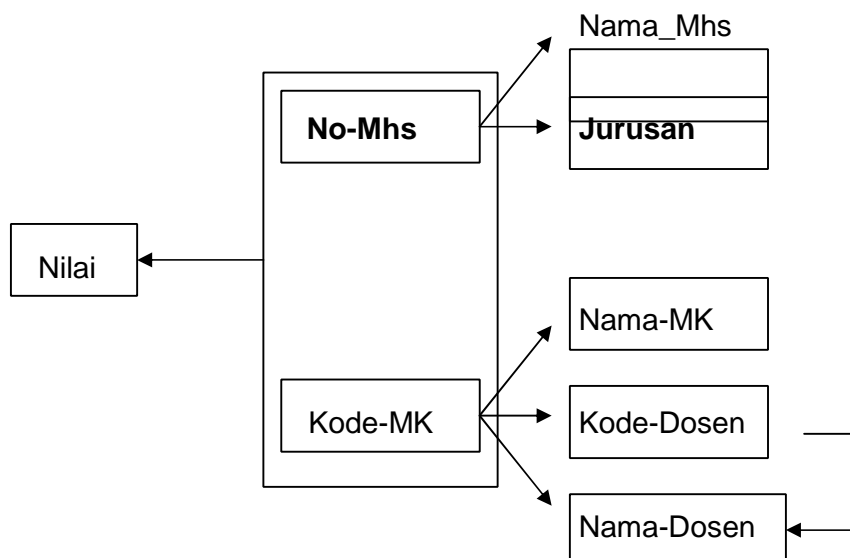 Nama_Mhs
No-Mhs
Jurusan
Nilai
Nama-MK
Kode-MK
Kode-Dosen
Nama-Dosen